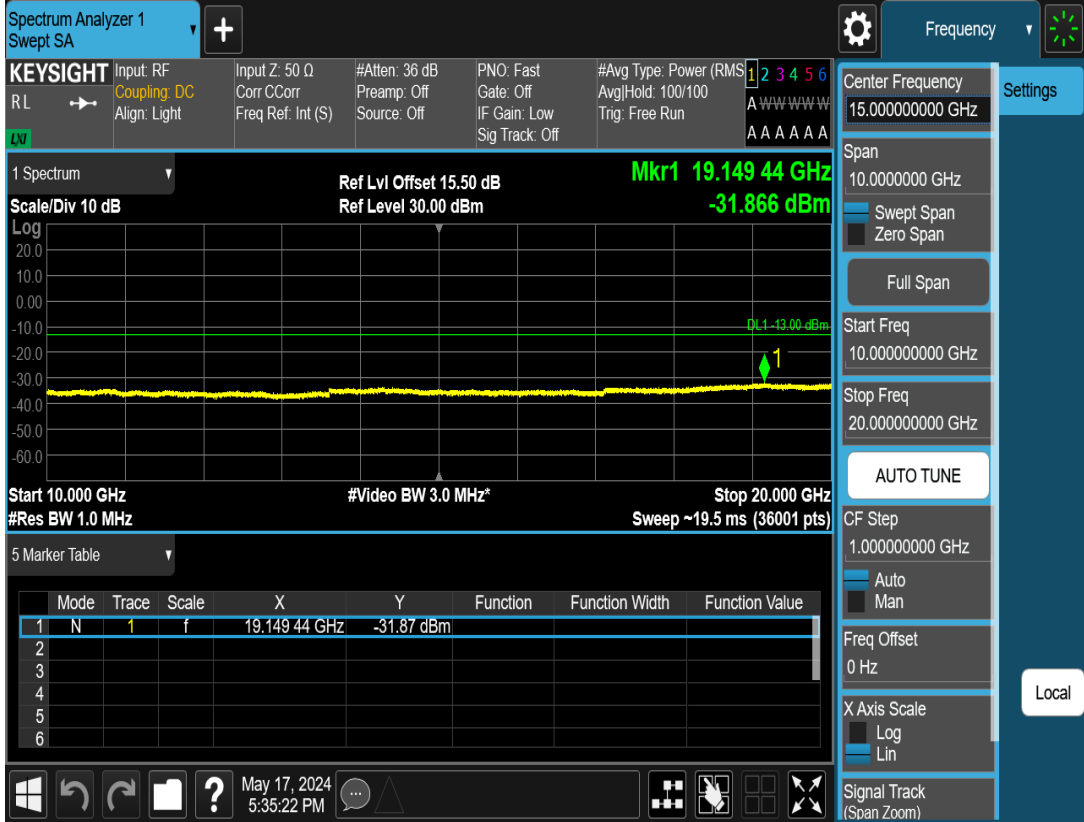 Spectrum Analyzer 1
Swept SA
+
Frequency
KEYSIGHT
RL
LXI
Input: RF
Coupling: DC
Align: Light
Input Z: 50 Ω
Corr CCorr
Freq Ref: Int (S)
#Atten: 36 dB
Preamp: Off
Source: Off
PNO: Fast
Gate: Off
IF Gain: Low
Sig Track: Off
#Avg Type: Power (RMS
Avg|Hold: 100/100
Trig: Free Run
1 2 3 4 5 6
A W W W W W
A A A A A A
1 Spectrum
Scale/Div 10 dB
Ref Lvl Offset 15.50 dB
Ref Level 30.00 dBm
Mkr1 19.149 44 GHz
-31.866 dBm
Log
20.0
10.0
0.00
-10.0
-20.0
-30.0
-40.0
-50.0
-60.0
DL1 -13.00 dBm
1
Start 10.000 GHz
#Res BW 1.0 MHz
#Video BW 3.0 MHz*
Stop 20.000 GHz
Sweep ~19.5 ms (36001 pts)
5 Marker Table
Mode Trace Scale X Y Function Function Width Function Value
1 N 1 f 19.149 44 GHz -31.87 dBm
2
3
4
5
6
?
May 17, 2024
5:35:22 PM
Center Frequency
15.000000000 GHz
Span
10.0000000 GHz
Swept Span
Zero Span
Full Span
Start Freq
10.000000000 GHz
Stop Freq
20.000000000 GHz
AUTO TUNE
CF Step
1.000000000 GHz
Auto
Man
Freq Offset
0 Hz
X Axis Scale
Log
Lin
Signal Track
(Span Zoom)
Settings
Local